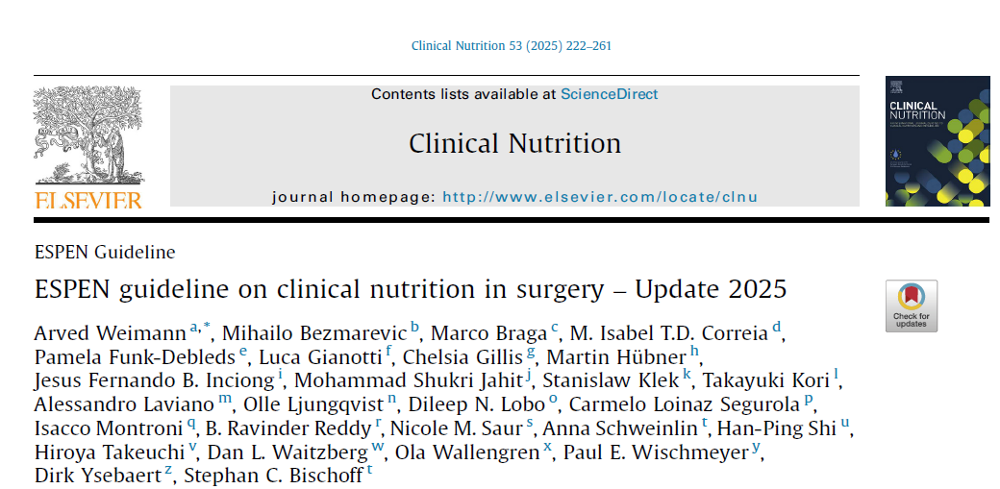 Clinical Nutrition 53 (2025) 222–261
Contents lists available at ScienceDirect
Clinical Nutrition
journal homepage: http://www.elsevier.com/locate/clnu
ELSEVIER
CLINICAL
NUTRITION
ESPEN Guideline
ESPEN guideline on clinical nutrition in surgery – Update 2025
Check for
updates
Arved Weimann a,*, Mihailo Bezmarevic b, Marco Braga c, M. Isabel T.D. Correia d,
Pamela Funk-Debleds e, Luca Gianotti f, Chelsia Gillis g, Martin Hübner h,
Jesus Fernando B. Inciong i, Mohammad Shukri Jahit j, Stanislaw Klek k, Takayuki Kori l,
Alessandro Laviano m, Olle Ljungqvist n, Dileep N. Lobo o, Carmelo Loinaz Segurola p,
Isacco Montroni q, B. Ravinder Reddy r, Nicole M. Saur s, Anna Schweinlin t, Han-Ping Shi u,
Hiroya Takeuchi v, Dan L. Waitzberg w, Ola Wallengren x, Paul E. Wischmeyer y,
Dirk Ysebaert z, Stephan C. Bischoff t